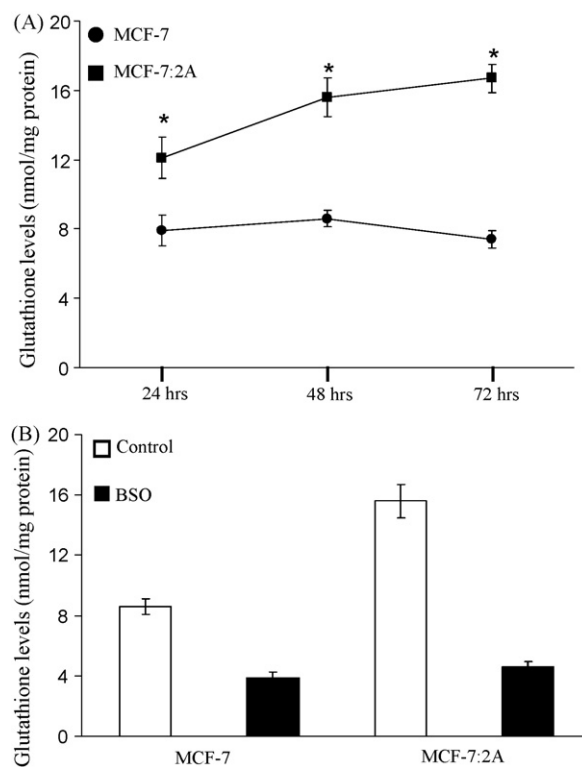 (A)
20
MCF-7
MCF-7:2A
16
12
8
4
0
Glutathione levels (nmol/mg protein)
*
*
*
24 hrs
48 hrs
72 hrs
(B)
20
Control
BSO
16
12
8
4
0
Glutathione levels (nmol/mg protein)
MCF-7
MCF-7:2A